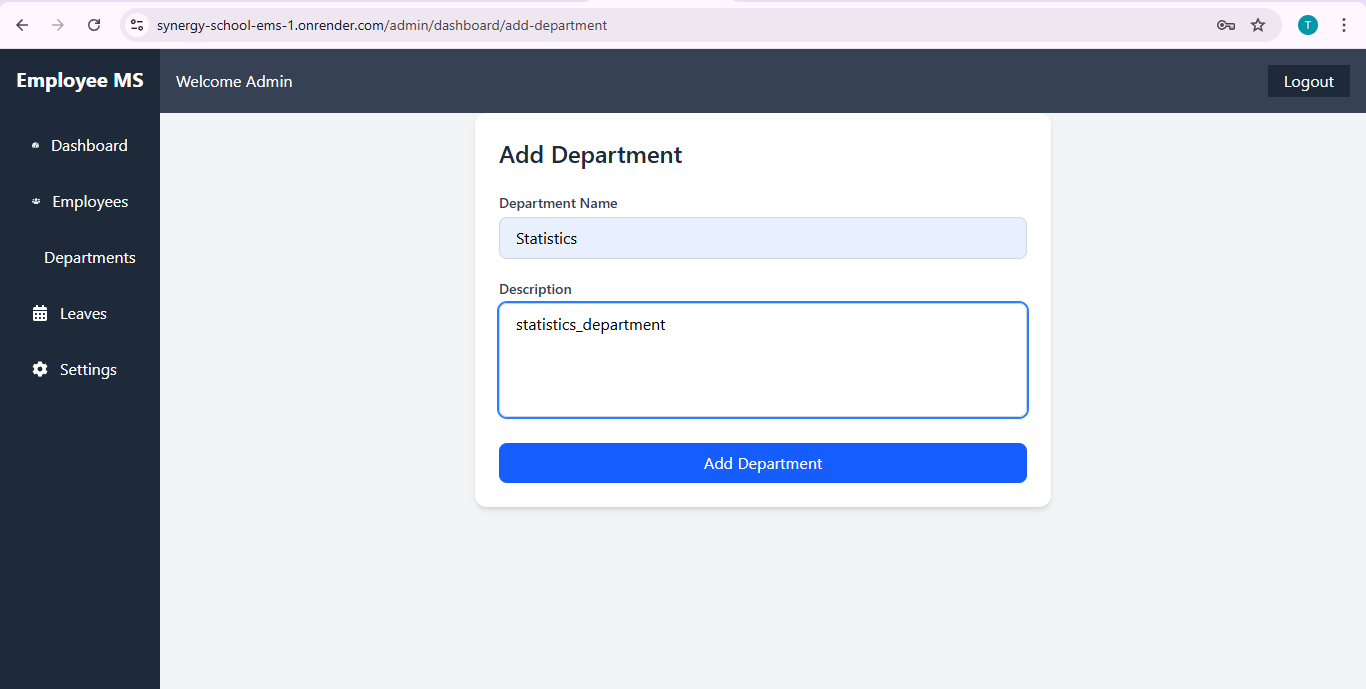 synergy-school-ems-1.onrender.com/admin/dashboard/add-department
T
Employee MS
Welcome Admin
Logout
Dashboard
Employees
Departments
Leaves
Settings
Add Department
Department Name
Statistics
Description
statistics_department
Add Department